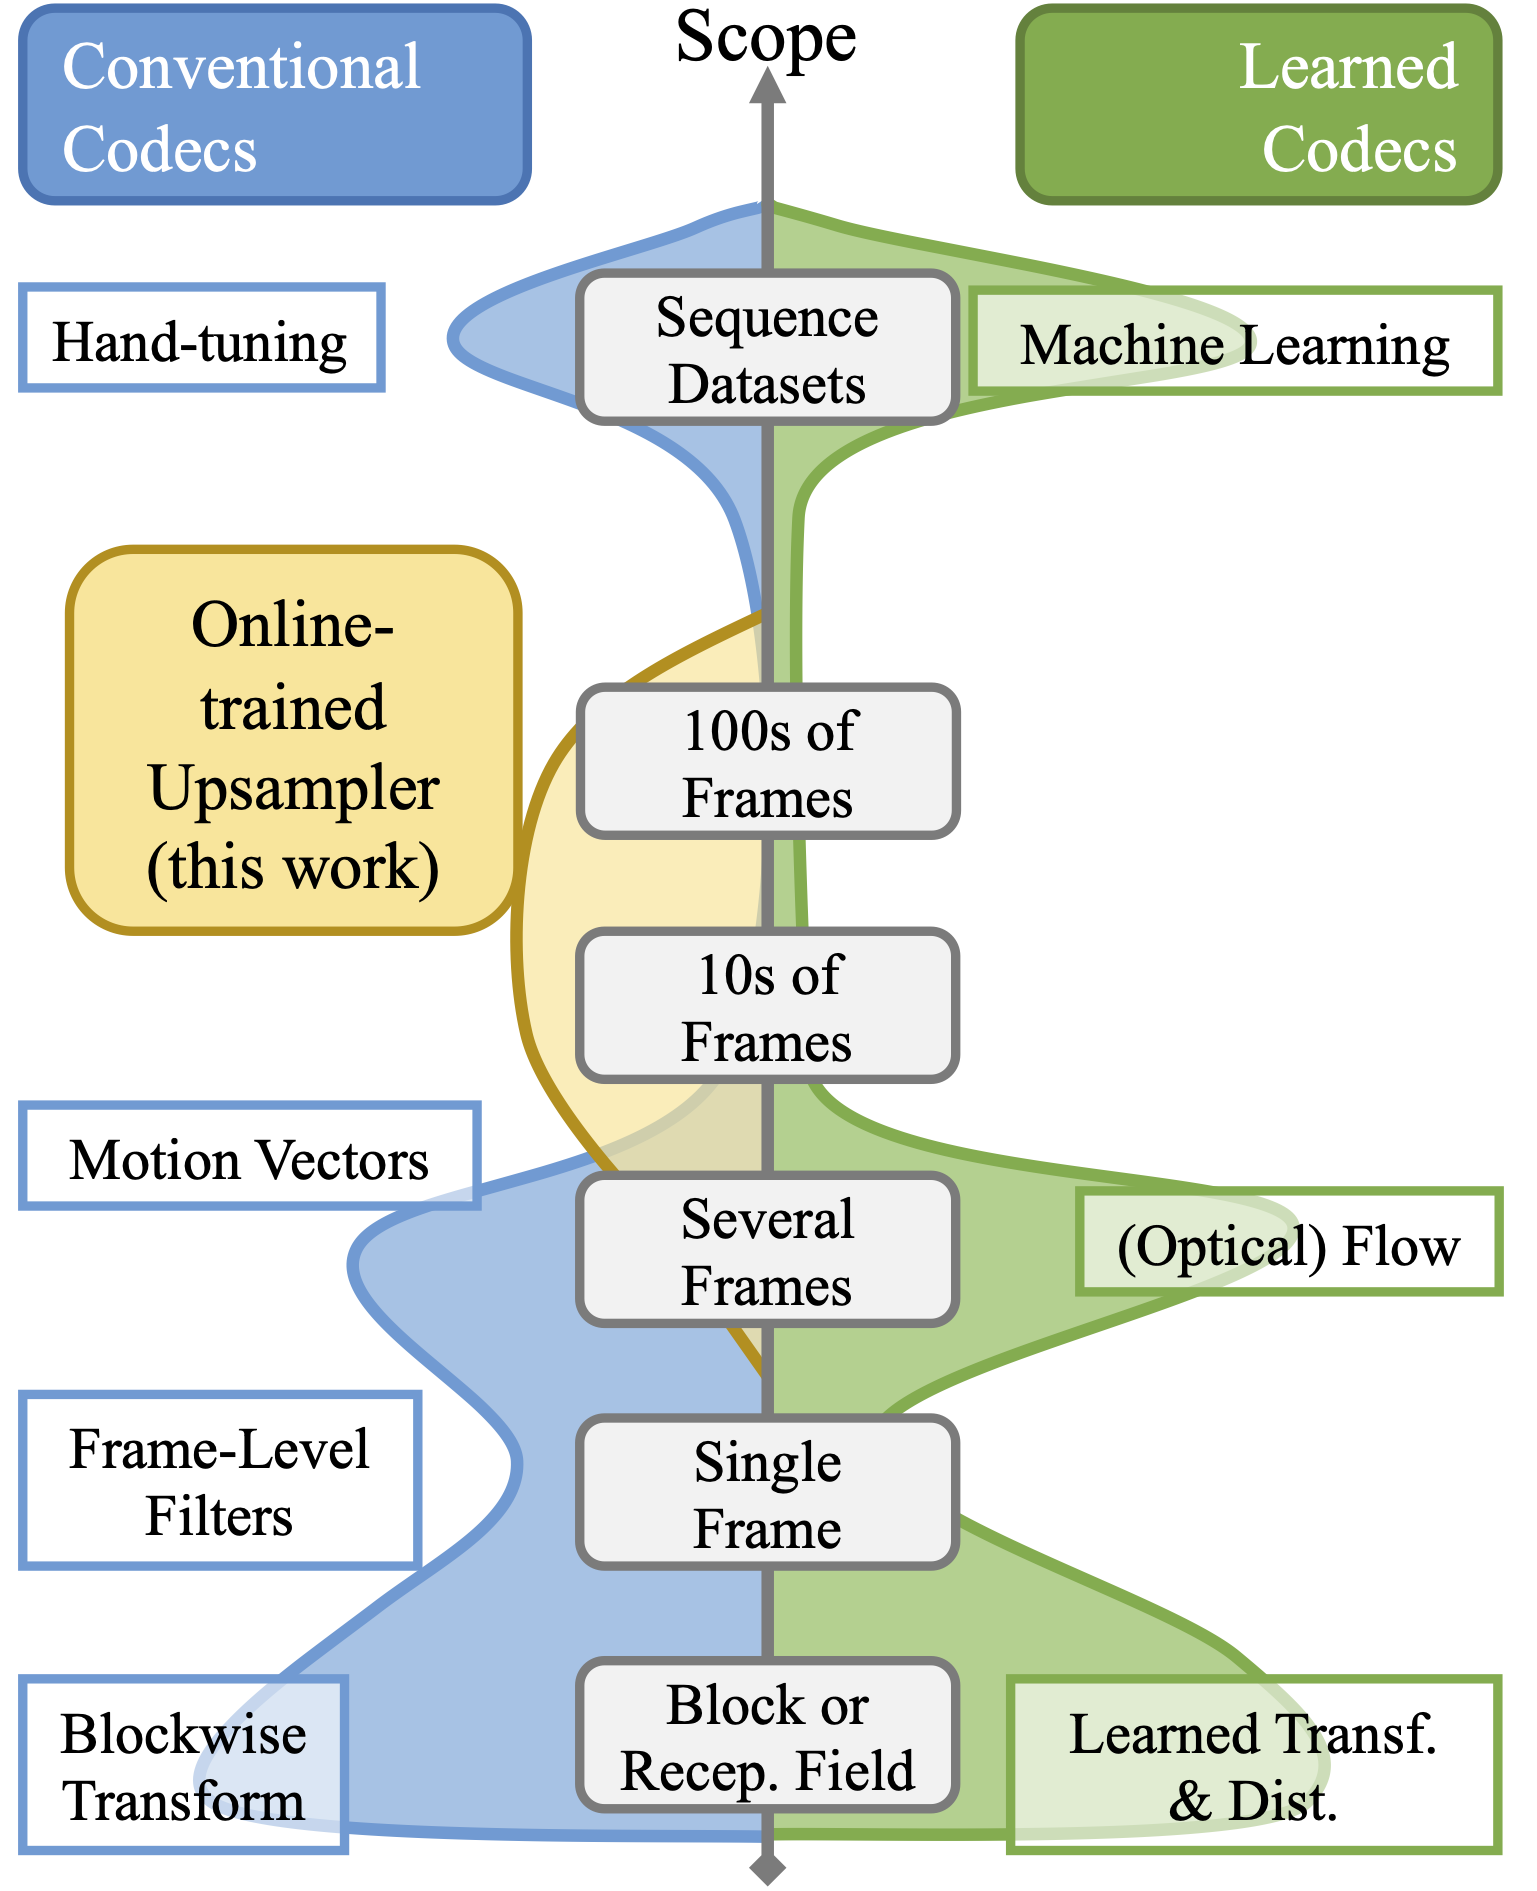 Scope
Conventional
Codecs
Learned
Codecs
Hand-tuning
Sequence
Datasets
Machine Learning
Online-
trained
Upsampler
(this work)
100s of
Frames
10s of
Frames
Motion Vectors
Several
Frames
(Optical) Flow
Frame-Level
Filters
Single
Frame
Blockwise
Transform
Block or
Recep. Field
Learned Transf.
& Dist.